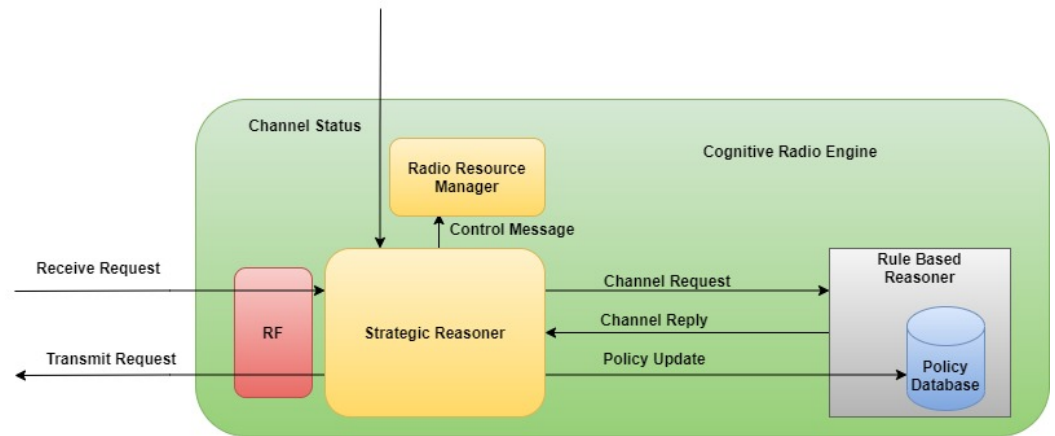 Channel Status
Cognitive Radio Engine
Radio Resource
Manager
Control Message
Receive Request
Rule Based
Reasoner
Channel Request
RF
Strategic Reasoner
Channel Reply
Transmit Request
Policy Update
Policy
Database